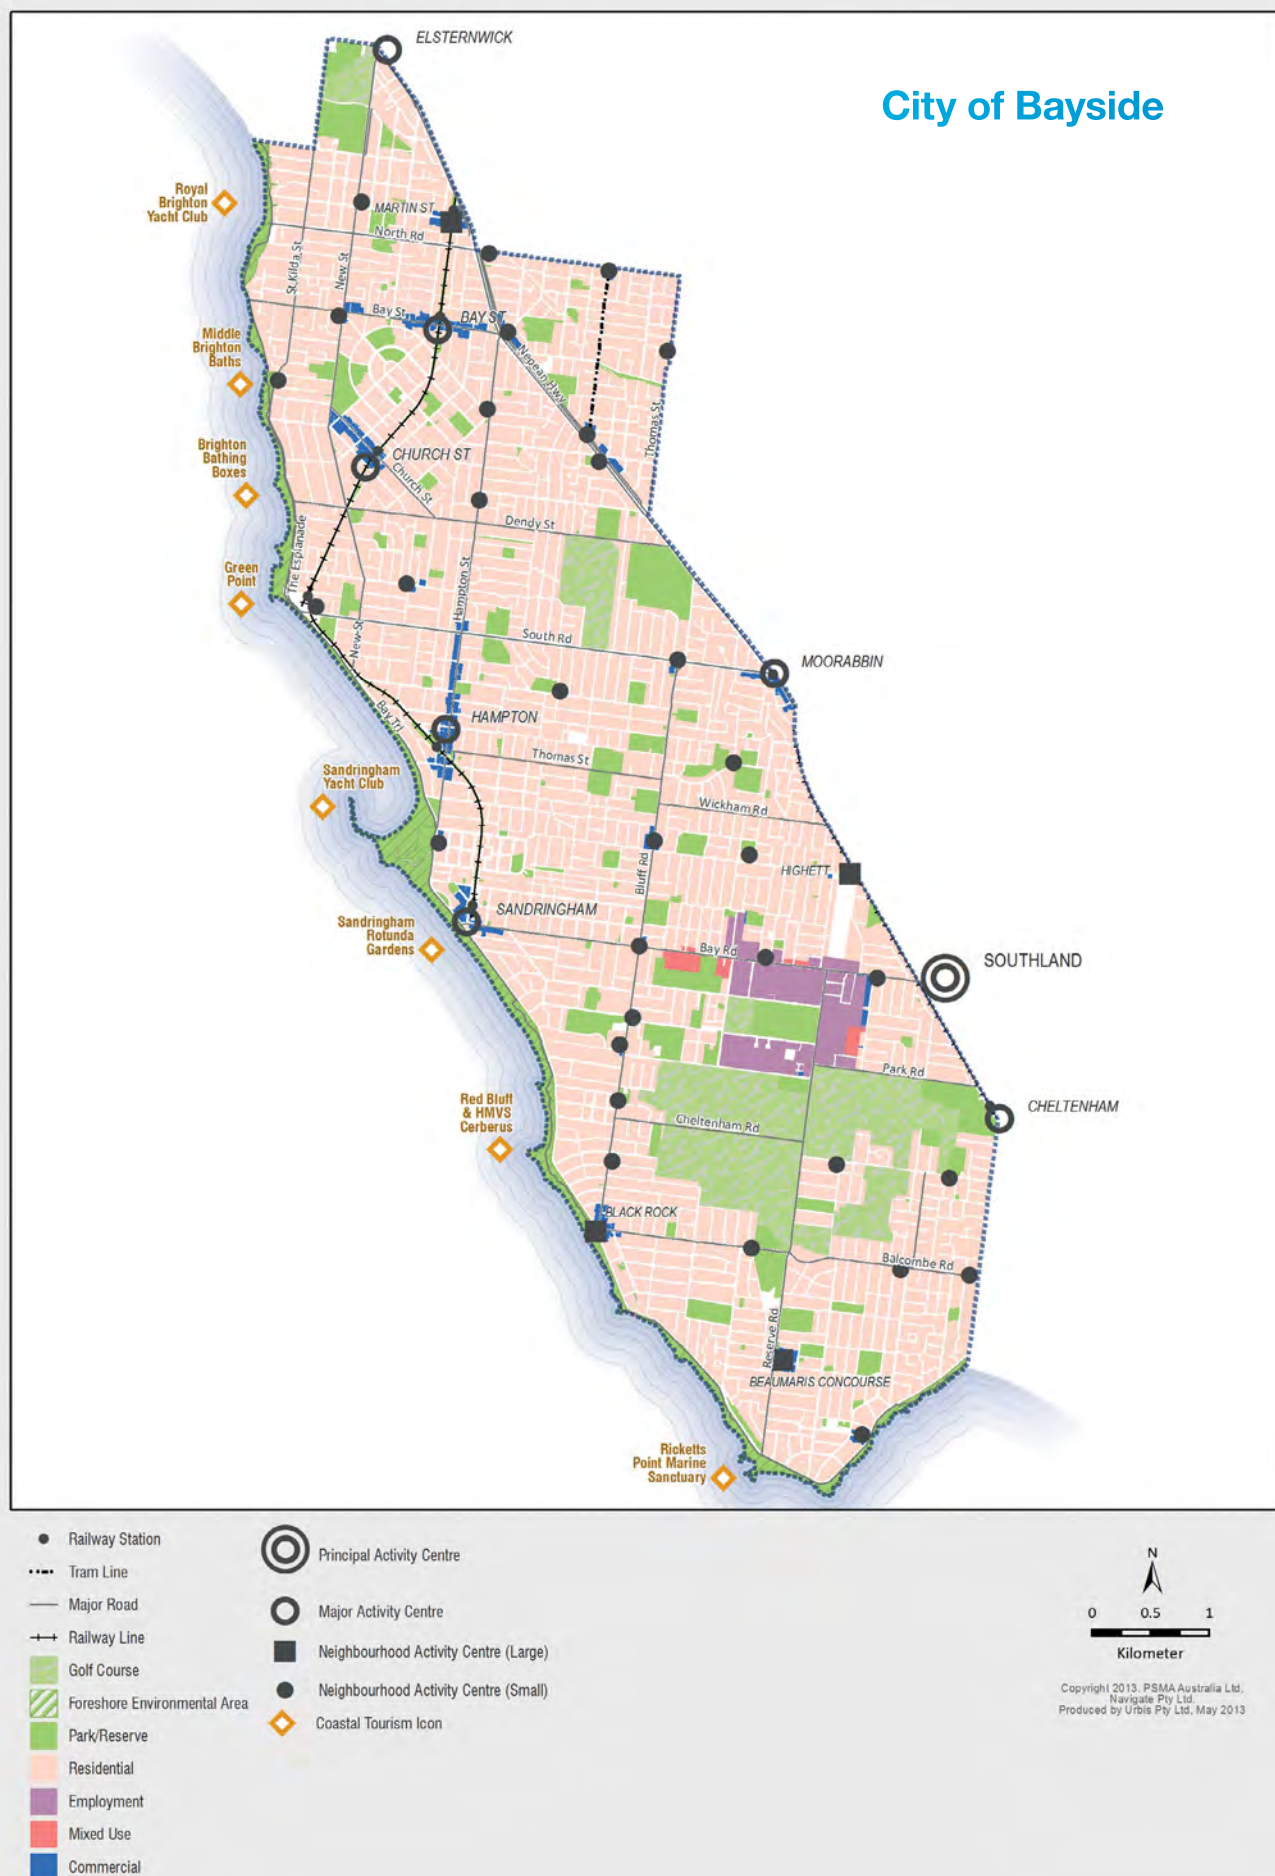 City of Bayside
ELSTERNWICK
Royal
Brighton
Yacht Club
MARTIN ST
North Rd
St Kilda St
New St
Bay St
BAY ST
Nepean Hwy
Middle
Brighton
Baths
Thomas St
Brighton
Bathing
Boxes
CHURCH ST
Church St
Dendy St
The Esplanade
Green
Point
Hampton St
New St
South Rd
MOORABBIN
Bay Trl
HAMPTON
Thomas St
Sandringham
Yacht Club
Wickham Rd
Bluff Rd
HIGHETT
SANDRINGHAM
Sandringham
Rotunda
Gardens
Bay Rd
SOUTHLAND
Park Rd
Red Bluff
& HMVS
Cerberus
Cheltenham Rd
CHELTENHAM
BLACK ROCK
Balcombe Rd
Reserve Rd
BEAUMARIS CONCOURSE
Ricketts
Point Marine
Sanctuary
Railway Station
Tram Line
Major Road
Railway Line
Golf Course
Foreshore Environmental Area
Park/Reserve
Residential
Employment
Mixed Use
Commercial
Principal Activity Centre
Major Activity Centre
Neighbourhood Activity Centre (Large)
Neighbourhood Activity Centre (Small)
Coastal Tourism Icon
N
0 0.5 1
Kilometer
Copyright 2013. PSMA Australia Ltd,
Navigate Pty Ltd.
Produced by Urbis Pty Ltd, May 2013